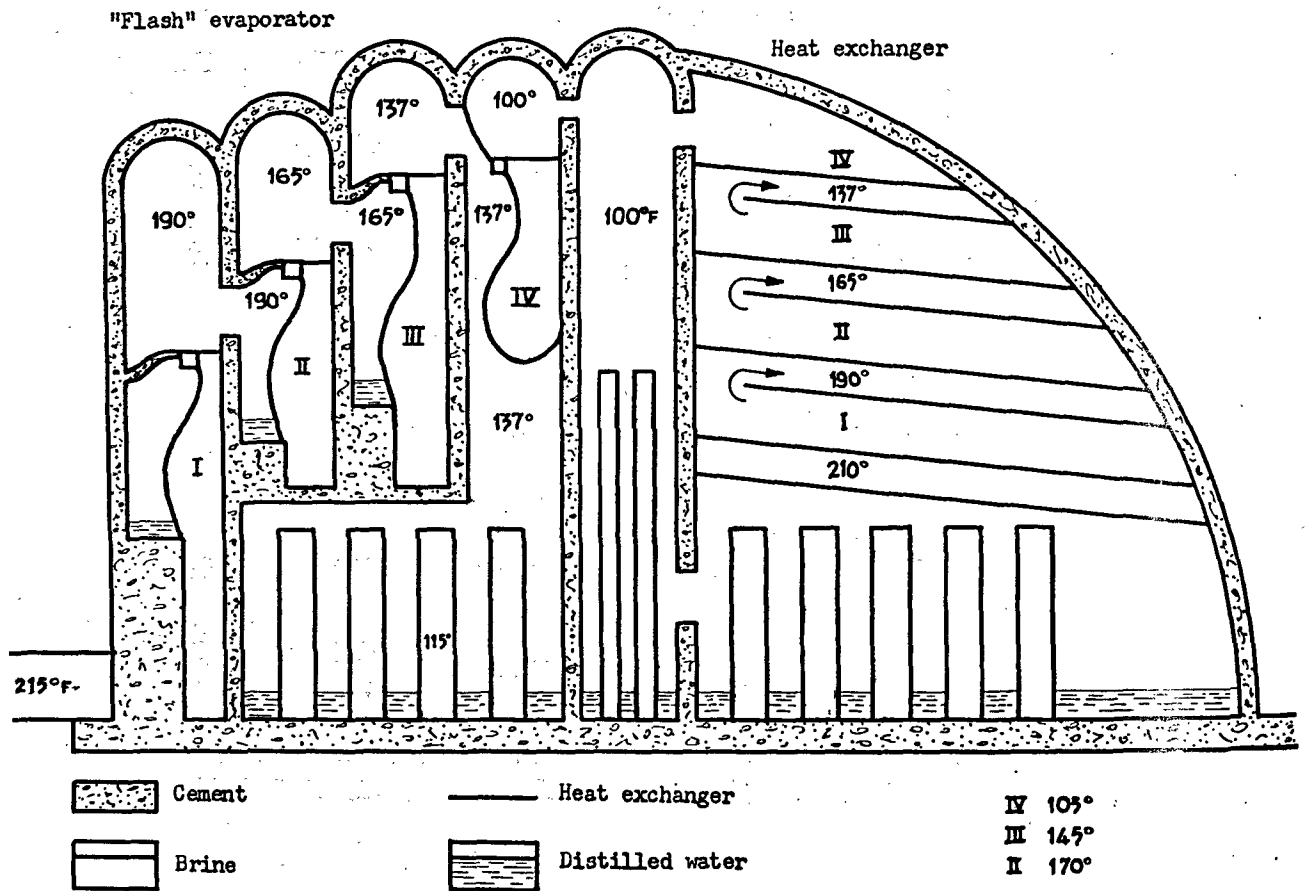 "Flash" evaporator
Heat exchanger
137°
100°
165°
190°
165°
137°
100°F
190°
IV
III
II
I
137°
115°
215°F-
IV
137°
III
165°
II
190°
I
210°
Cement
Heat exchanger
Brine
Distilled water
IV 105°
III 145°
II 170°